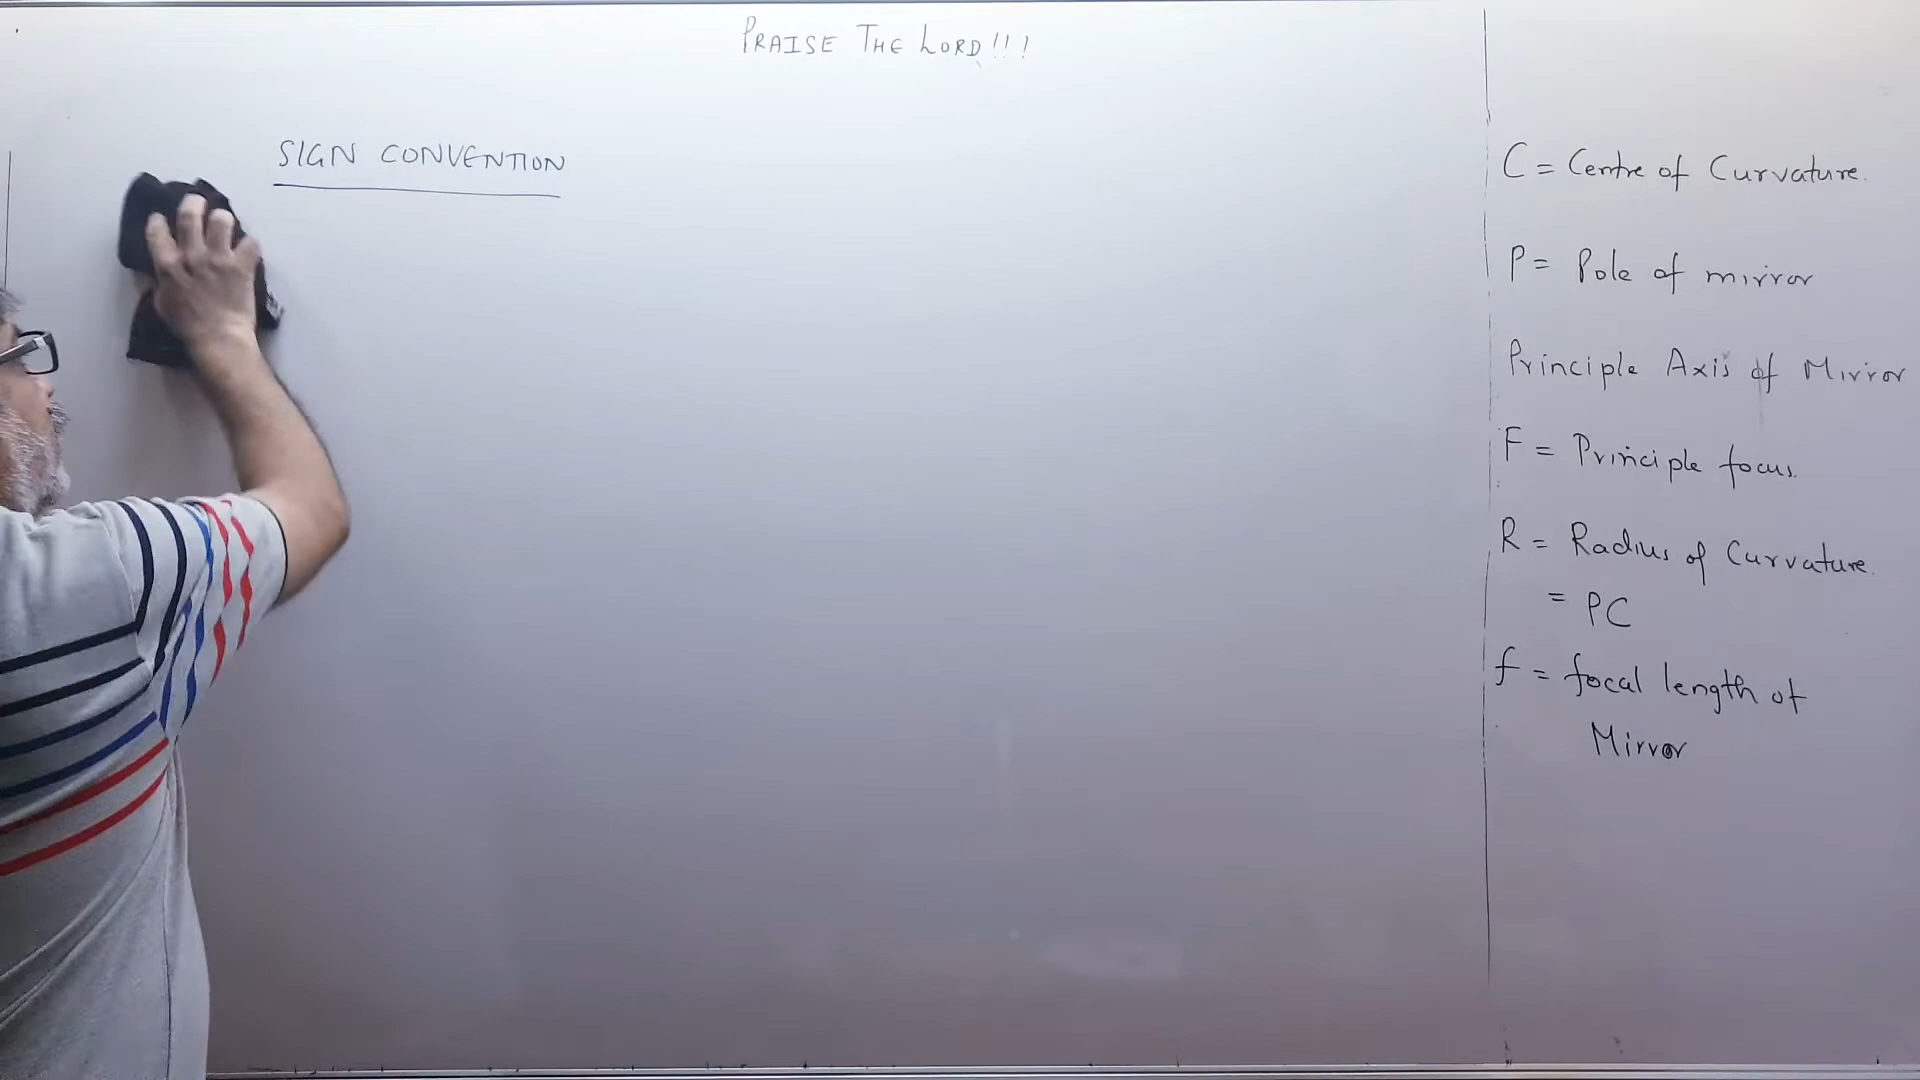 PRAISE THE LORD!!!
SIGN CONVENTION
C = Centre of Curvature.
P = Pole of mirror
Principle Axis of Mirror
F = Principle focus.
R = Radius of Curvature.
= PC
f = focal length of
Mirror